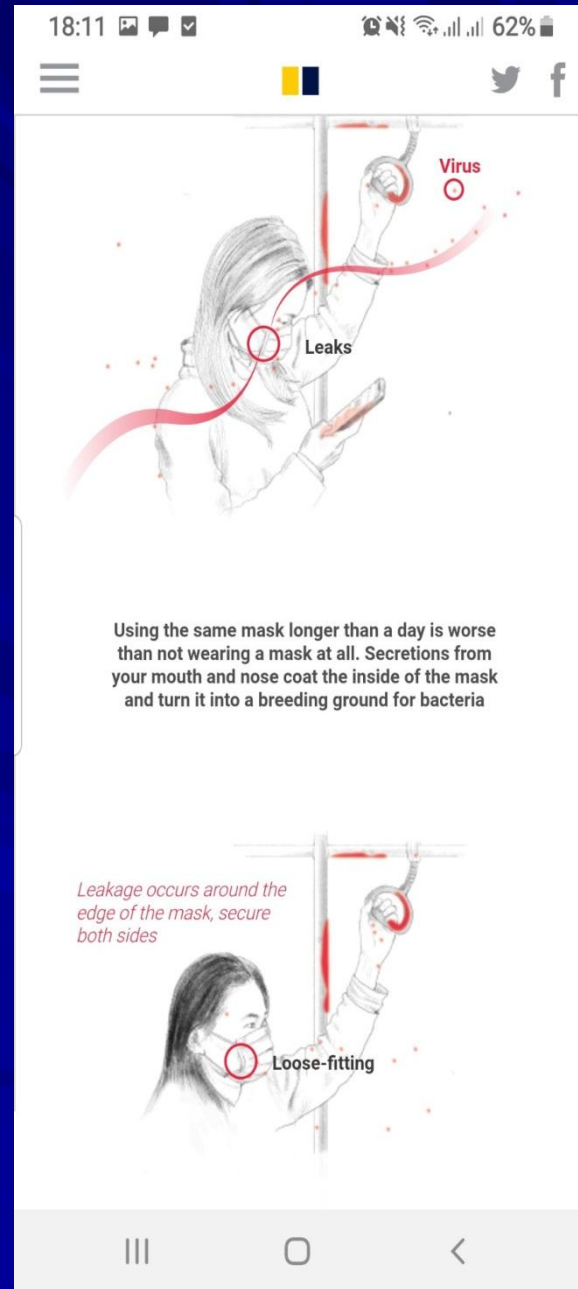 18:11
62%
Virus
Leaks
Using the same mask longer than a day is worse
than not wearing a mask at all. Secretions from
your mouth and nose coat the inside of the mask
and turn it into a breeding ground for bacteria
Leakage occurs around the
edge of the mask, secure
both sides
Loose-fitting